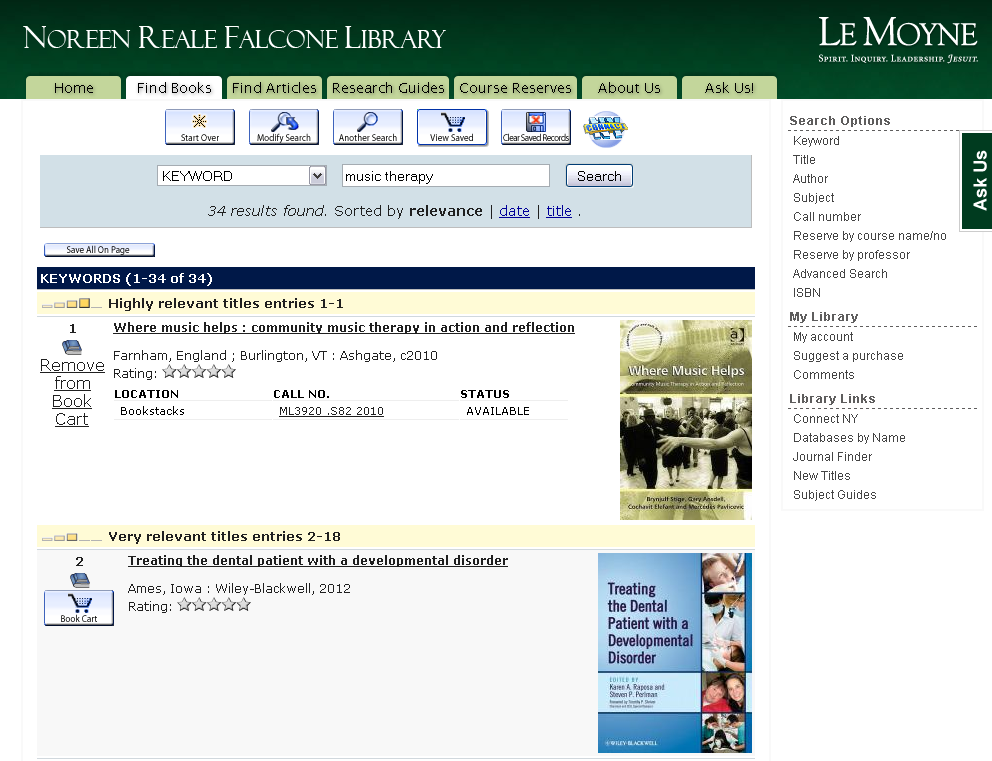 NOREEN REALE FALCONE LIBRARY
LE MOYNE
SPIRIT. INQUIRY. LEADERSHIP. JESUIT.
Home
Find Books
Find Articles
Research Guides
Course Reserves
About Us
Ask Us!
Start Over
Modify Search
Another Search
View Saved
Clear Saved Records
CONNECT NY
KEYWORD
music therapy
Search
34 results found. Sorted by relevance | date | title .
Save All On Page
KEYWORDS (1-34 of 34)
Highly relevant titles entries 1-1
1
Remove
from
Book
Cart
Where music helps : community music therapy in action and reflection
Farnham, England ; Burlington, VT : Ashgate, c2010
Rating:
LOCATION CALL NO. STATUS
Bookstacks ML3920 .S82 2010 AVAILABLE
Where Music Helps
Community Music Therapy in Action and Reflection
Brynjulf Stige, Gary Ansdell,
Cochavit Elefant and Mercédès Pavlicevic
Very relevant titles entries 2-18
2
Book Cart
Treating the dental patient with a developmental disorder
Ames, Iowa : Wiley-Blackwell, 2012
Rating:
Treating
the Dental
Patient with a
Developmental
Disorder
EDITED BY
Karen A. Raposa and
Steven P. Perlman
WILEY-BLACKWELL
Search Options
Keyword
Title
Author
Subject
Call number
Reserve by course name/no
Reserve by professor
Advanced Search
ISBN
My Library
My account
Suggest a purchase
Comments
Library Links
Connect NY
Databases by Name
Journal Finder
New Titles
Subject Guides
Ask Us